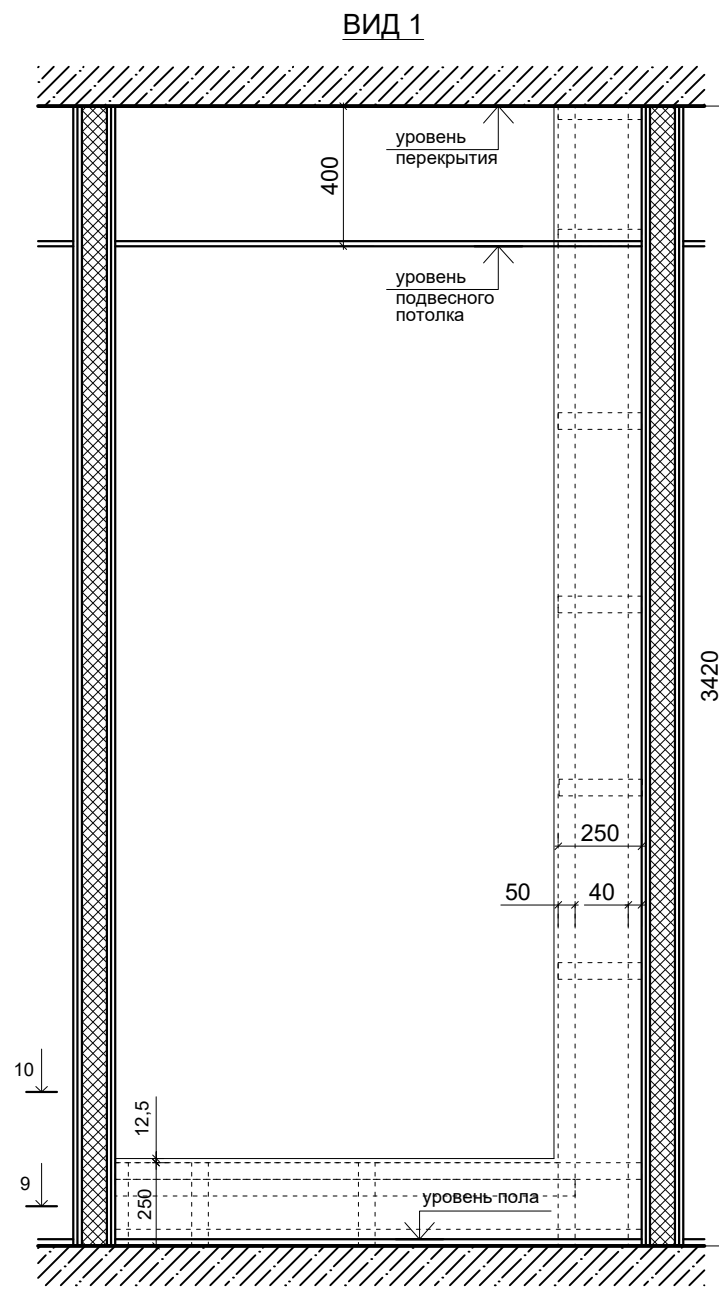 ВИД 1
уровень
перекрытия
400
уровень
подвесного
потолка
3420
250
50
40
10
12,5
9
250
уровень пола